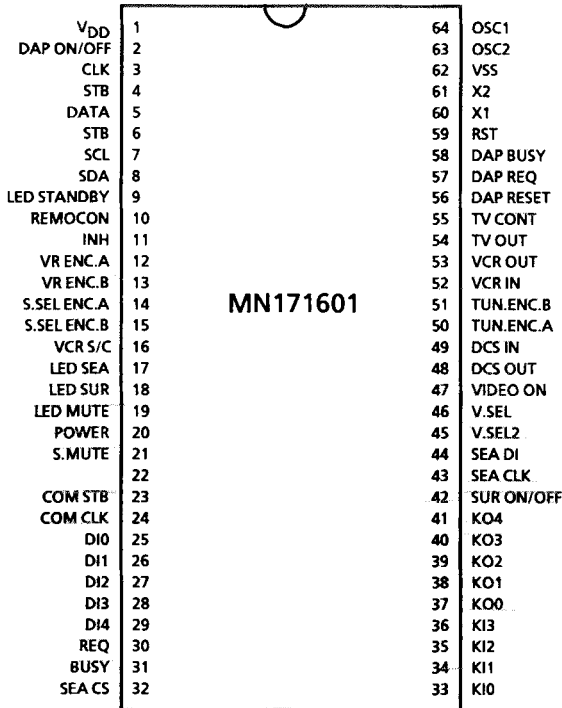 VDD 1 64 OSC1
DAP ON/OFF 2 63 OSC2
CLK 3 62 VSS
STB 4 61 X2
DATA 5 60 X1
STB 6 59 RST
SCL 7 58 DAP BUSY
SDA 8 57 DAP REQ
LED STANDBY 9 56 DAP RESET
REMOCON 10 55 TV CONT
INH 11 54 TV OUT
VR ENC.A 12 53 VCR OUT
VR ENC.B 13 52 VCR IN
S.SEL ENC.A 14 MN171601 51 TUN.ENC.B
S.SEL ENC.B 15 50 TUN.ENC.A
VCR S/C 16 49 DCS IN
LED SEA 17 48 DCS OUT
LED SUR 18 47 VIDEO ON
LED MUTE 19 46 V.SEL
POWER 20 45 V.SEL2
S.MUTE 21 44 SEA DI
22 43 SEA CLK
COM STB 23 42 SUR ON/OFF
COM CLK 24 41 KO4
DI0 25 40 KO3
DI1 26 39 KO2
DI2 27 38 KO1
DI3 28 37 KO0
DI4 29 36 KI3
REQ 30 35 KI2
BUSY 31 34 KI1
SEA CS 32 33 KI0